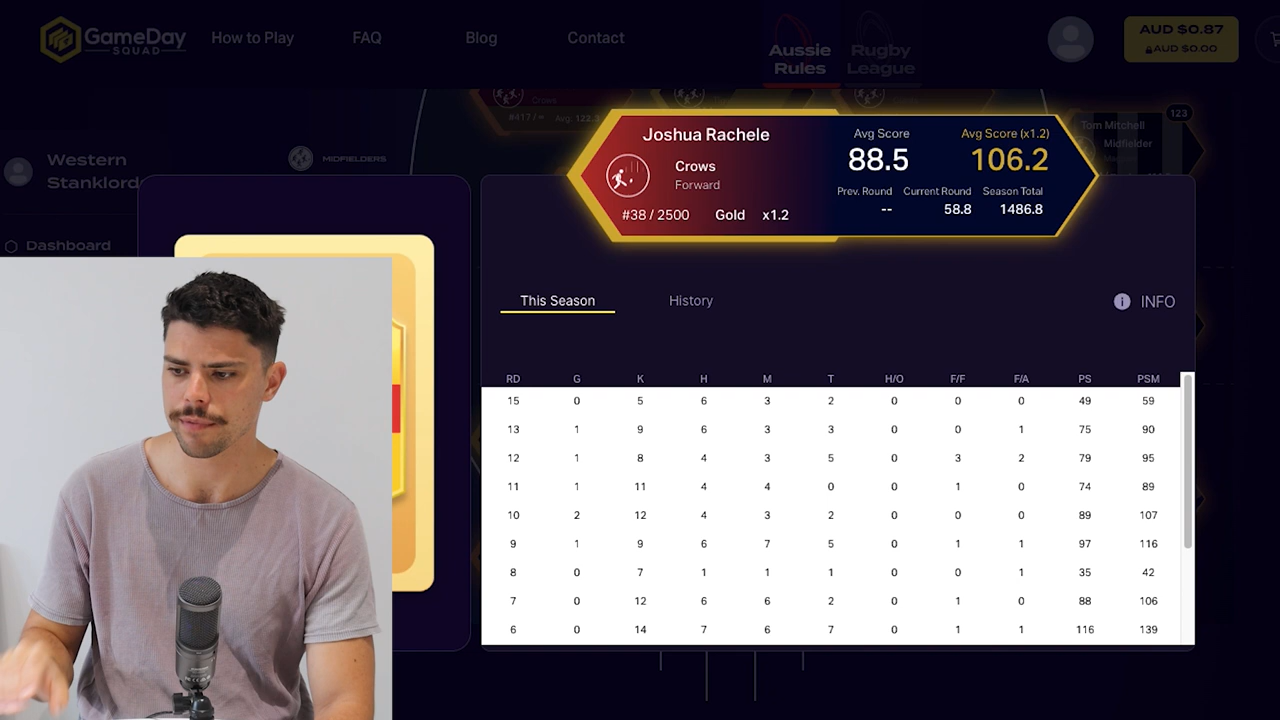 GameDay
SQUAD
How to Play
FAQ
Blog
Contact
Aussie
Rules
Rugby
League
AUD $0.87
AUD $0.00
Western
Stanklord
MIDFIELDERS
Dashboard
Crows
#417 / ∞ Avg: 122.3
123
Tom Mitchell
Midfielder
Joshua Rachele
Crows
Forward
#38 / 2500 Gold x1.2
Avg Score Avg Score (x1.2)
88.5 106.2
Prev. Round Current Round Season Total
-- 58.8 1486.8
This Season History INFO
RD G K H M T H/O F/F F/A PS PSM
15 0 5 6 3 2 0 0 0 49 59
13 1 9 6 3 3 0 0 1 75 90
12 1 8 4 3 5 0 3 2 79 95
11 1 11 4 4 0 0 1 0 74 89
10 2 12 4 3 2 0 0 0 89 107
9 1 9 6 7 5 0 1 1 97 116
8 0 7 1 1 1 0 0 1 35 42
7 0 12 6 6 2 0 1 0 88 106
6 0 14 7 6 7 0 1 1 116 139